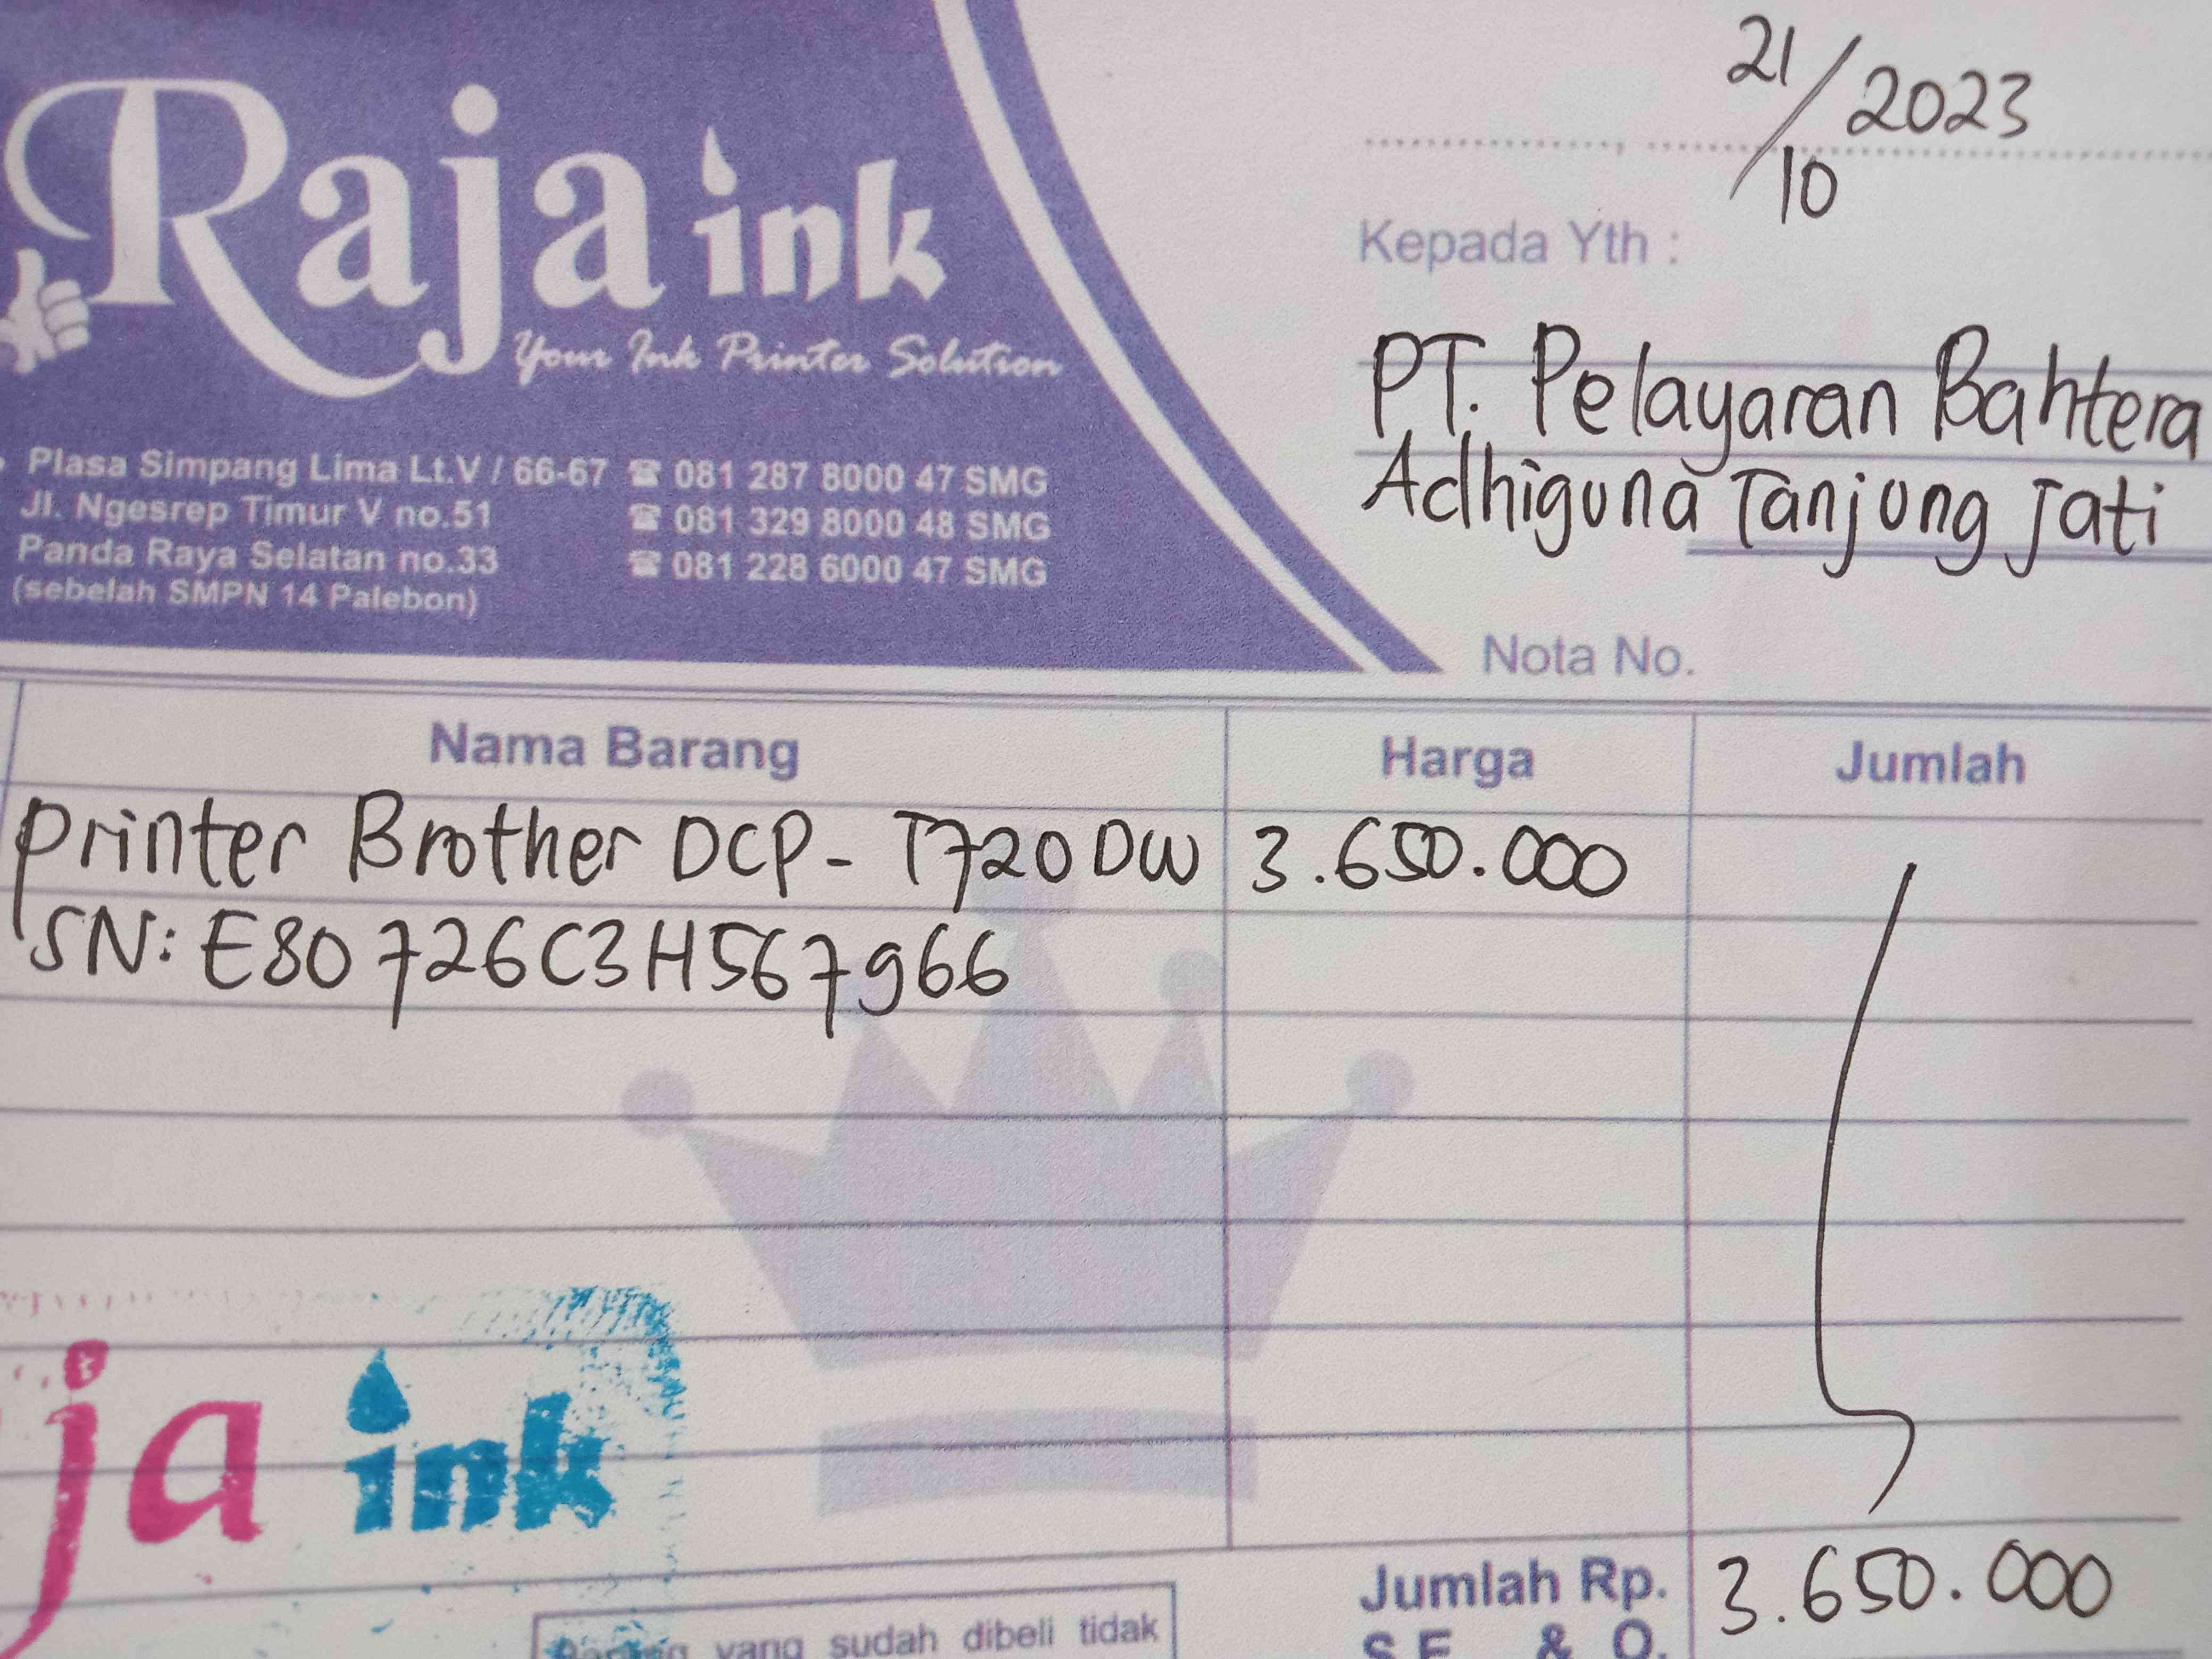 21/10 2023
Raja ink
Your Ink Printer Solution
Kepada Yth :
PT. Pelayaran Bahtera
Adhiguna Tanjung Jati
Plasa Simpang Lima Lt.V / 66-67 ☎ 081 287 8000 47 SMG
Jl. Ngesrep Timur V no.51 ☎ 081 329 8000 48 SMG
Panda Raya Selatan no.33 ☎ 081 228 6000 47 SMG
(sebelah SMPN 14 Palebon)
Nota No.
Nama Barang Harga Jumlah
Printer Brother DCP - T720DW 3.650.000
SN: E80726C3H567966
ja ink
Jumlah Rp. 3.650.000
yang sudah dibeli tidak
S.E. & O.